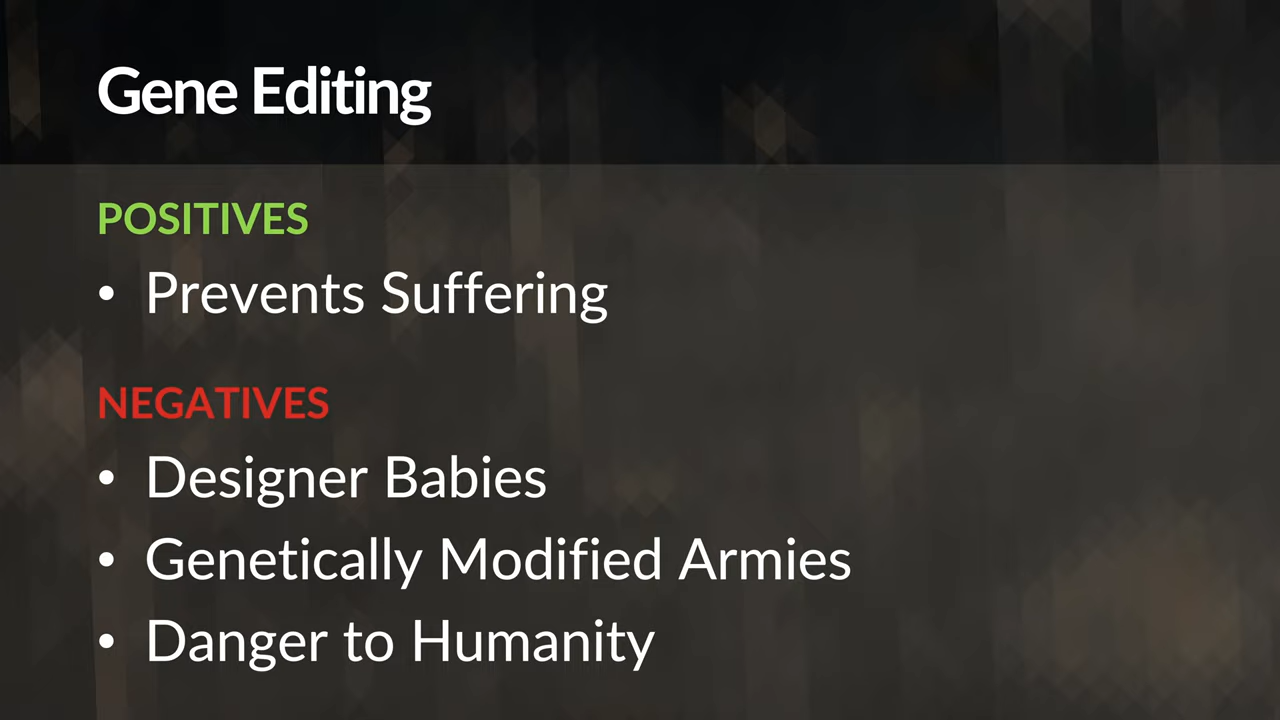 Gene Editing
POSITIVES
• Prevents Suffering
NEGATIVES
• Designer Babies
• Genetically Modified Armies
• Danger to Humanity